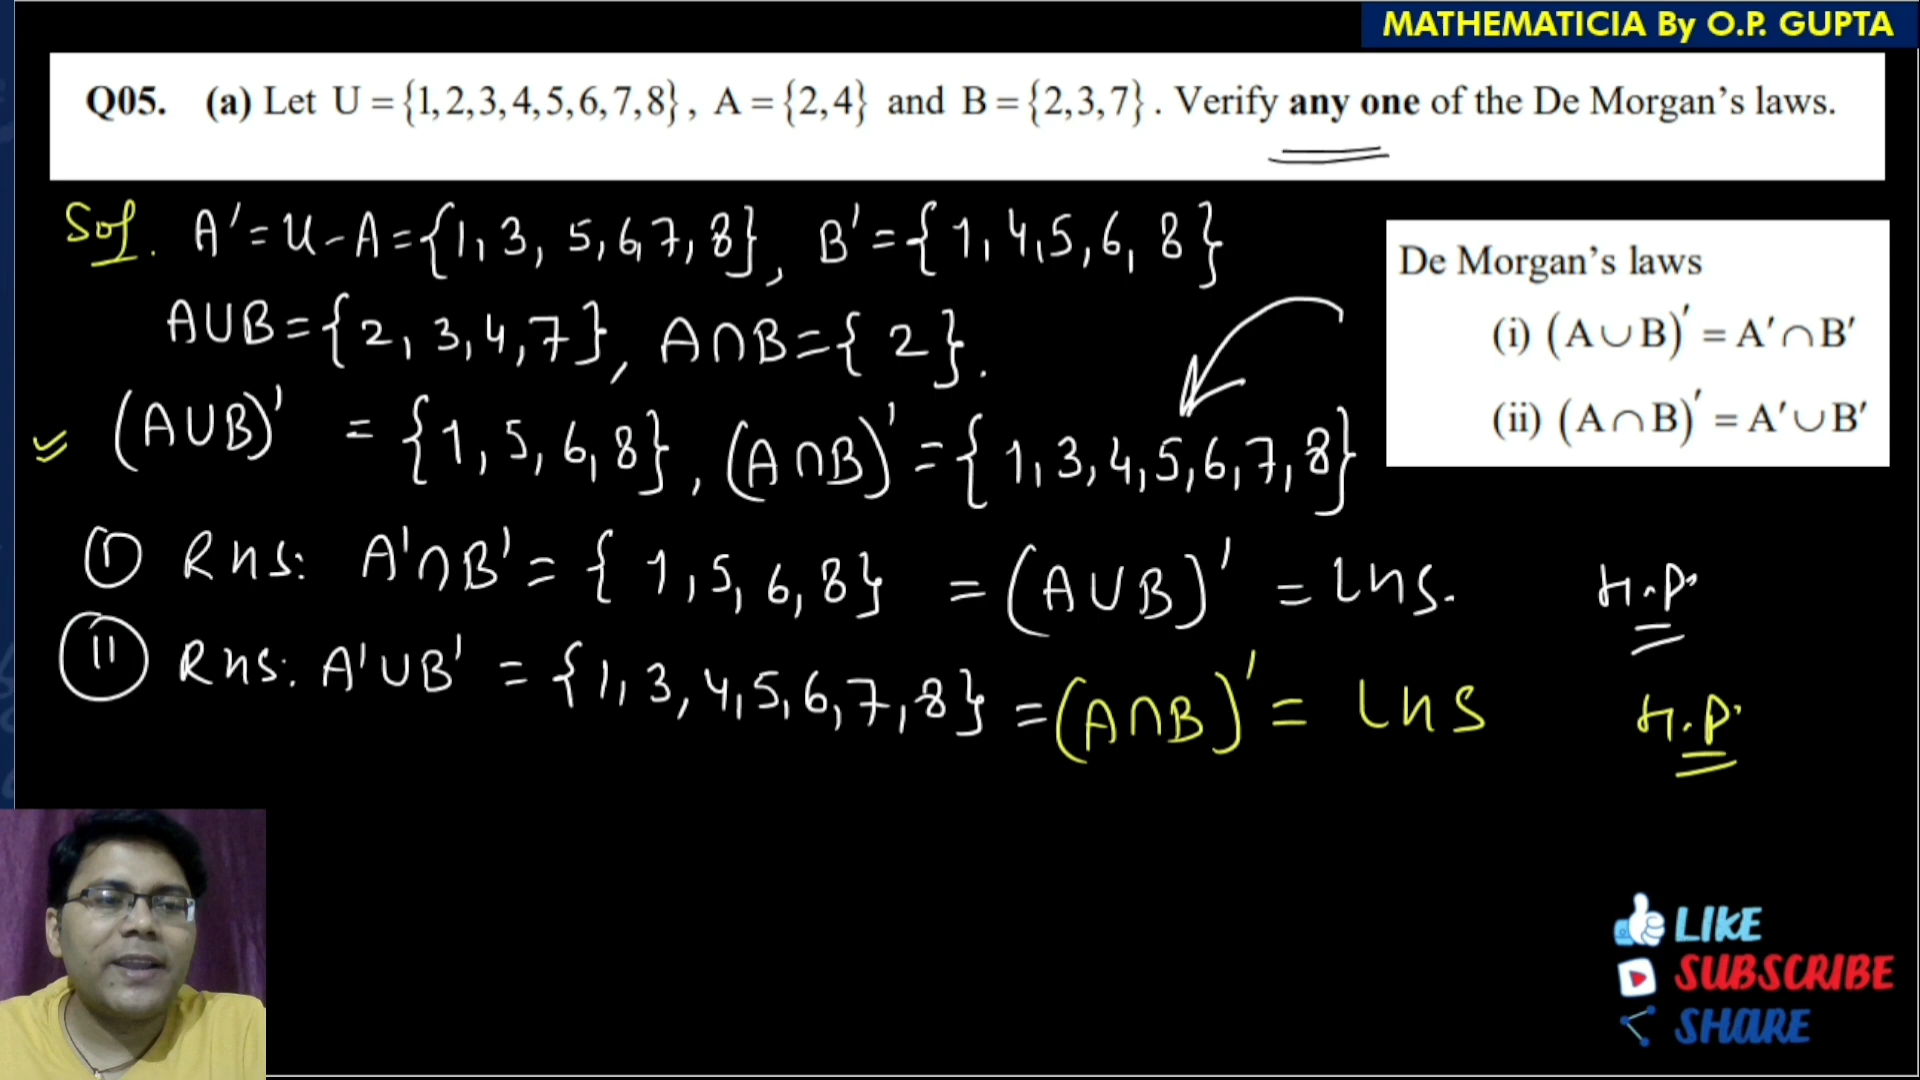 MATHEMATICIA By O.P. GUPTA
Q05. (a) Let U = {1,2,3,4,5,6,7,8}, A = {2,4} and B = {2,3,7}. Verify any one of the De Morgan's laws.
Sol. A' = U - A = {1, 3, 5, 6, 7, 8}, B' = {1, 4, 5, 6, 8}
A∪B = {2, 3, 4, 7}, A∩B = {2}.
(A∪B)' = {1, 5, 6, 8}, (A∩B)' = {1, 3, 4, 5, 6, 7, 8}
De Morgan's laws
(i) (A∪B)' = A'∩B'
(ii) (A∩B)' = A'∪B'
(I) RHS: A'∩B' = {1, 5, 6, 8} = (A∪B)' = LHS. H.P.
(II) RHS: A'∪B' = {1, 3, 4, 5, 6, 7, 8} = (A∩B)' = LHS H.P.
LIKE
SUBSCRIBE
SHARE